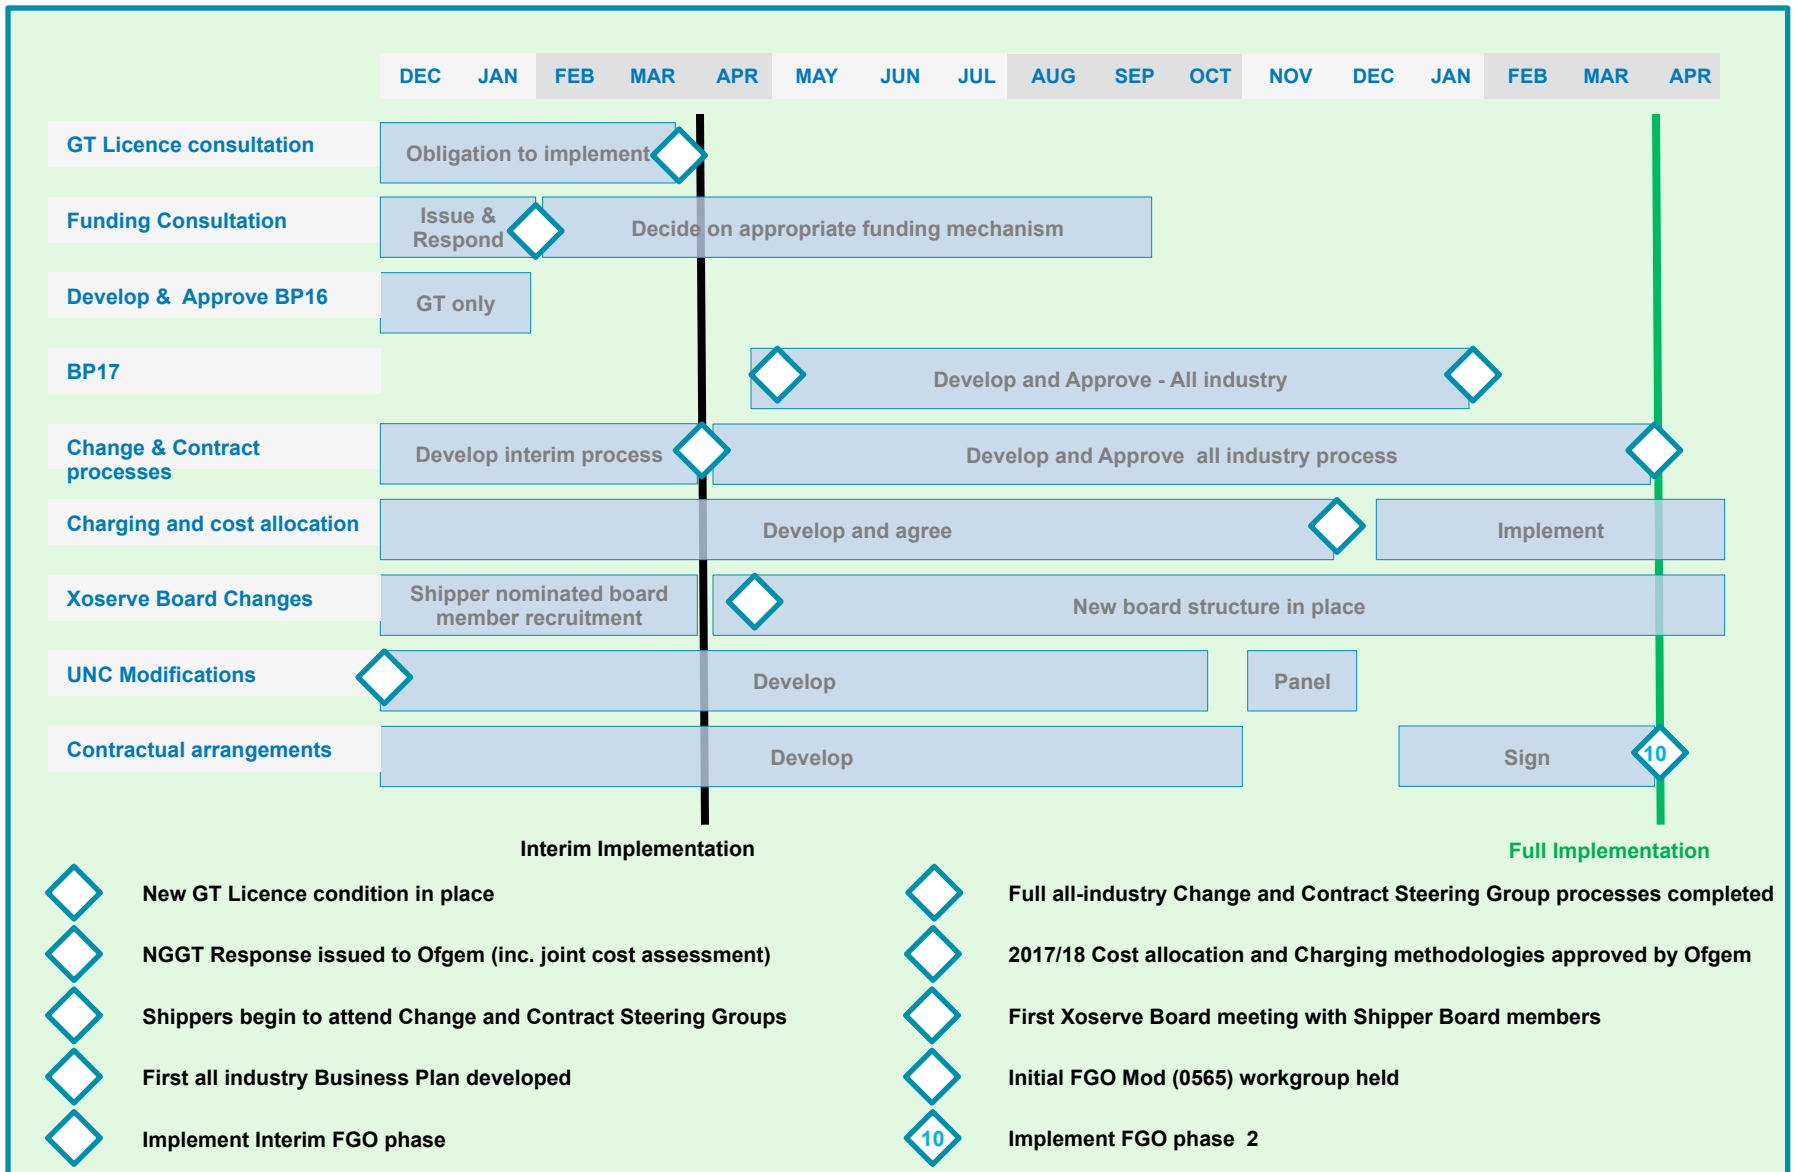 DEC JAN FEB MAR APR MAY JUN JUL AUG SEP OCT NOV DEC JAN FEB MAR APR
GT Licence consultation
Obligation to implement
Funding Consultation
Issue &
Respond
Decide on appropriate funding mechanism
Develop & Approve BP16
GT only
BP17
Develop and Approve - All industry
Change & Contract
processes
Develop interim process
Develop and Approve all industry process
Charging and cost allocation
Develop and agree
Implement
Xoserve Board Changes
Shipper nominated board
member recruitment
New board structure in place
UNC Modifications
Develop
Panel
Contractual arrangements
Develop
Sign
10
Interim Implementation
Full Implementation
New GT Licence condition in place
Full all-industry Change and Contract Steering Group processes completed
NGGT Response issued to Ofgem (inc. joint cost assessment)
2017/18 Cost allocation and Charging methodologies approved by Ofgem
Shippers begin to attend Change and Contract Steering Groups
First Xoserve Board meeting with Shipper Board members
First all industry Business Plan developed
Initial FGO Mod (0565) workgroup held
Implement Interim FGO phase
10 Implement FGO phase 2